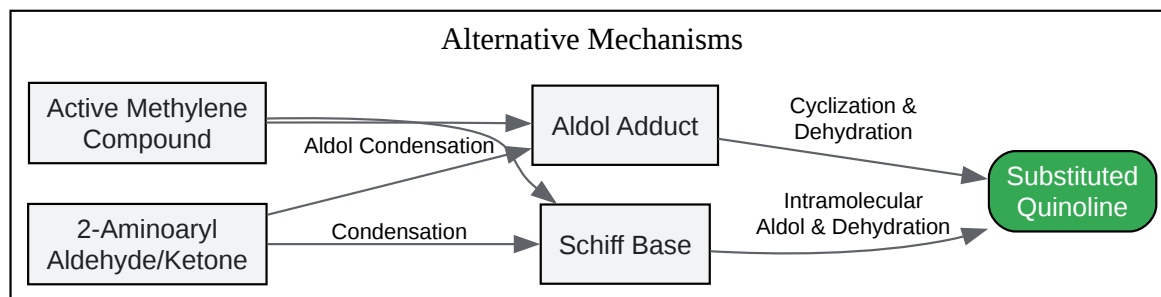 Alternative Mechanisms
Active Methylene
Compound
2-Aminoaryl
Aldehyde/Ketone
Aldol Condensation
Condensation
Aldol Adduct
Schiff Base
Cyclization &
Dehydration
Intramolecular
Aldol & Dehydration
Substituted
Quinoline